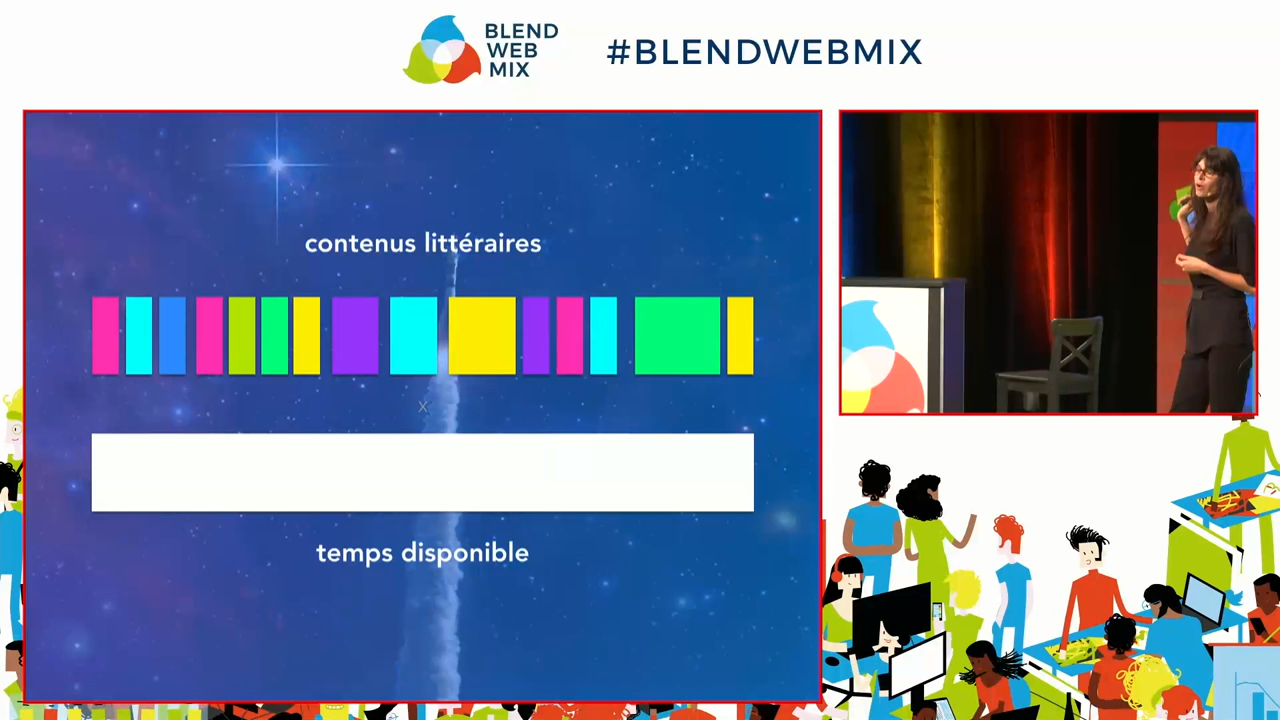 BLEND
WEB
MIX
#BLENDWEBMIX
contenus littéraires
x
temps disponible